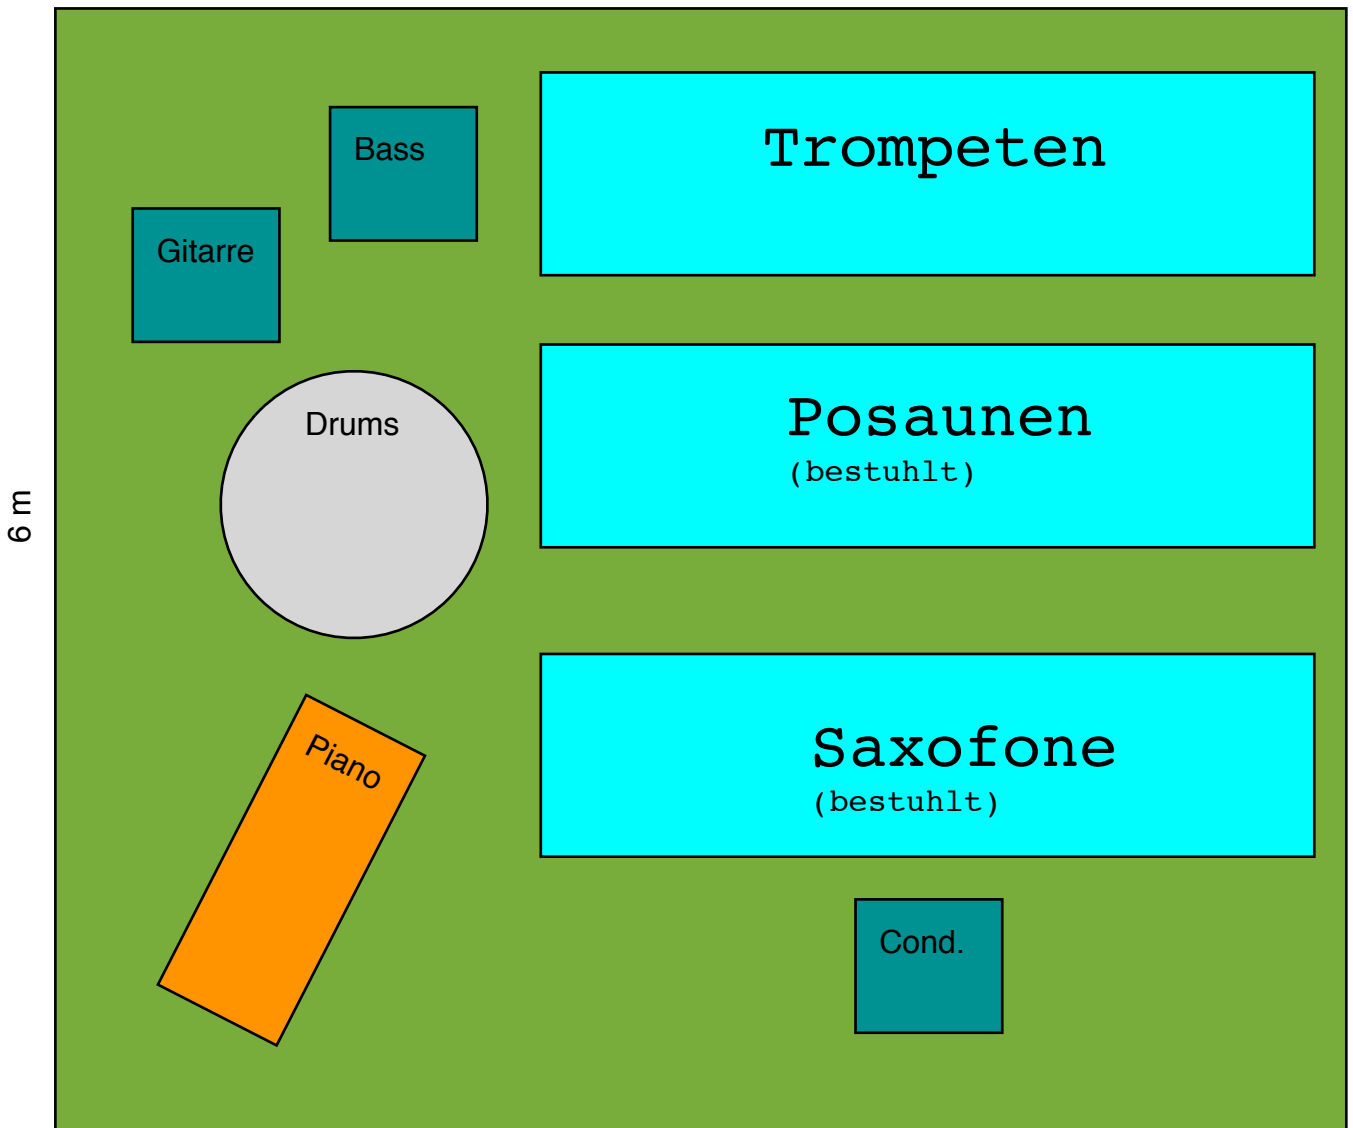 Trompeten
Bass
Gitarre
Posaunen
Drums
(bestuhlt)
6 m
Saxofone
Piano
(bestuhlt)
Cond.